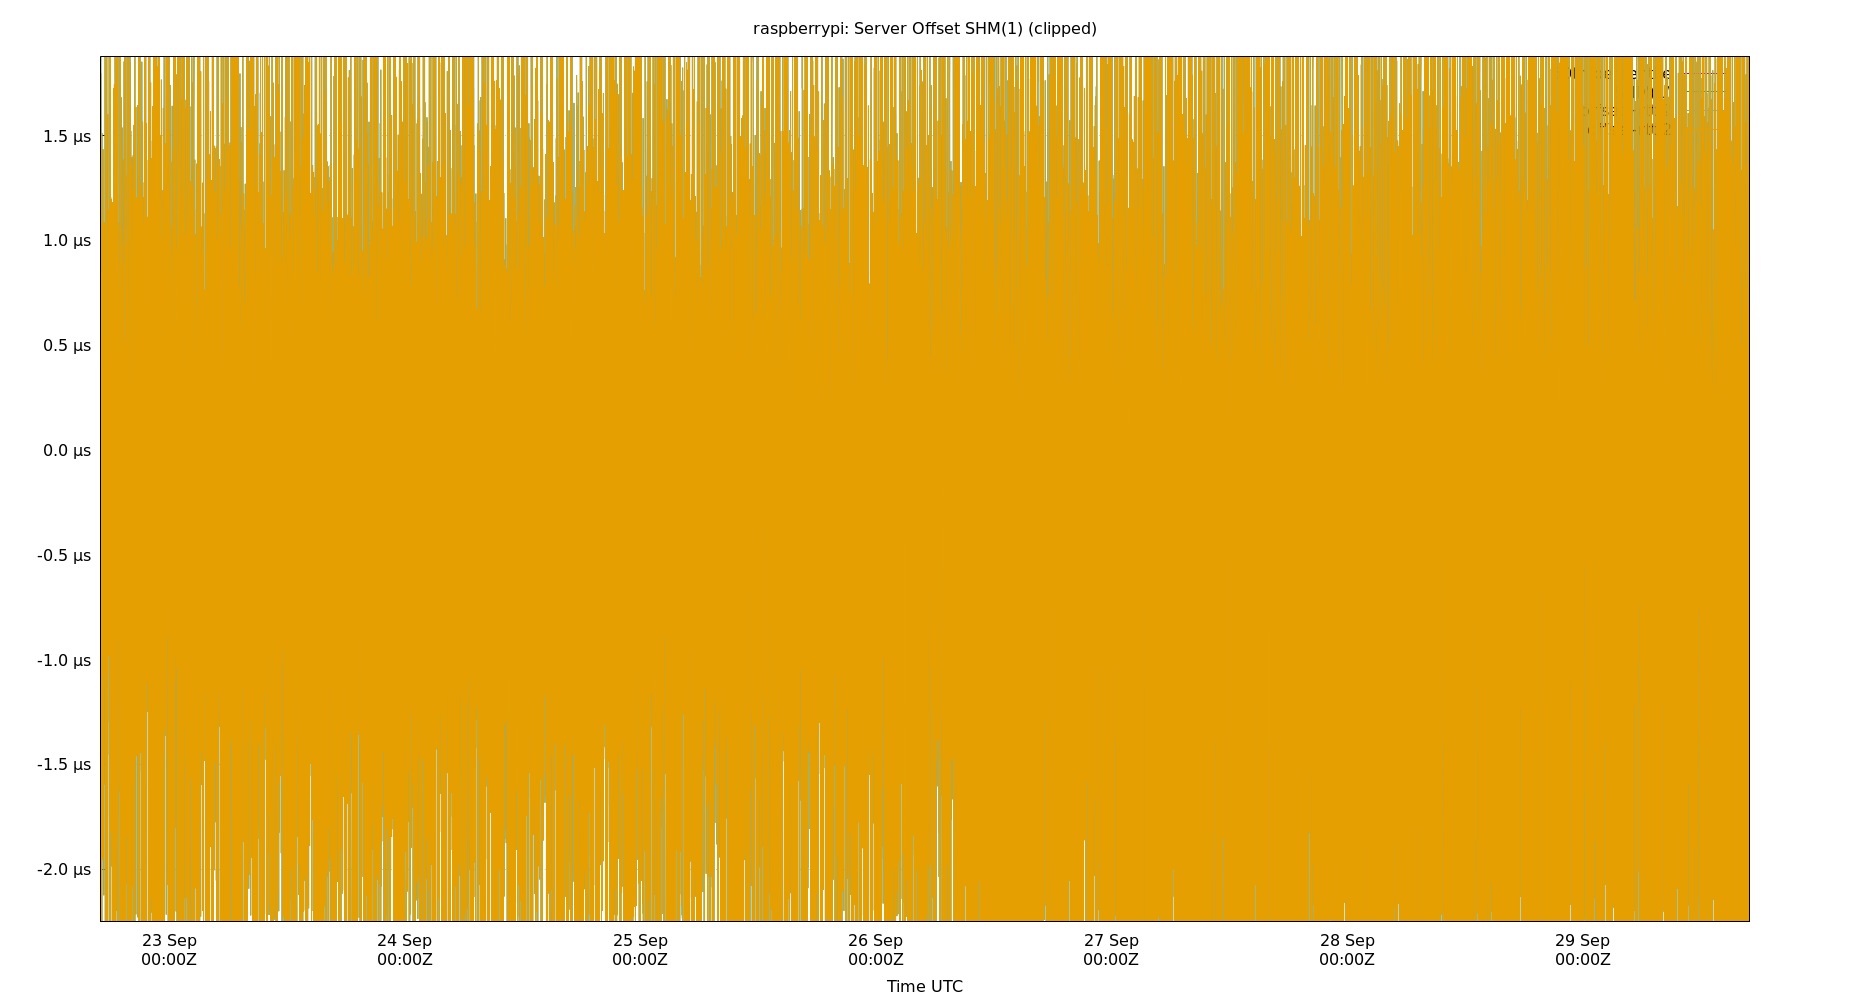 raspberrypi: Server Offset SHM(1) (clipped)
1.5 µs
1.0 µs
0.5 µs
0.0 µs
-0.5 µs
-1.0 µs
-1.5 µs
-2.0 µs
23 Sep 24 Sep 25 Sep 26 Sep 27 Sep 28 Sep 29 Sep
00:00Z 00:00Z 00:00Z 00:00Z 00:00Z 00:00Z 00:00Z
Time UTC